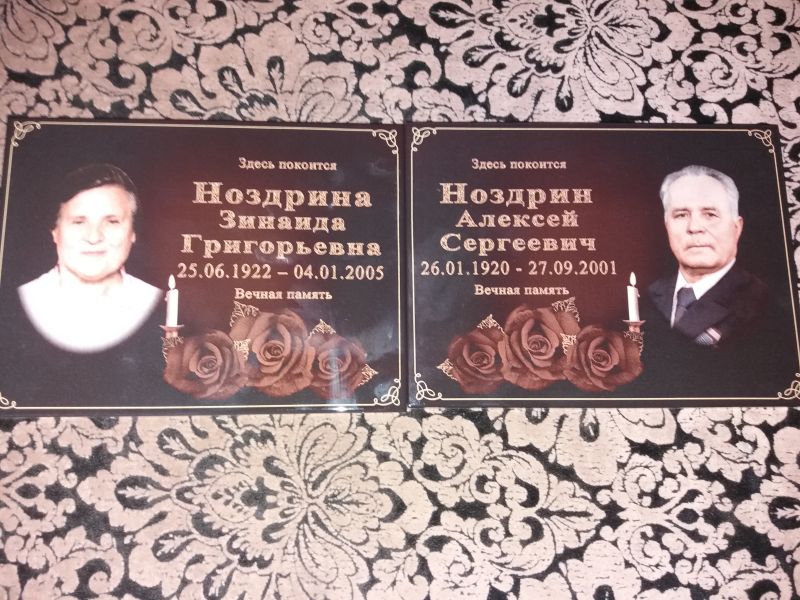 Здесь покоится
Ноздрина
Зинаида
Григорьевна
25.06.1922 – 04.01.2005
Вечная память
Здесь покоится
Ноздрин
Алексей
Сергеевич
26.01.1920 - 27.09.2001
Вечная память